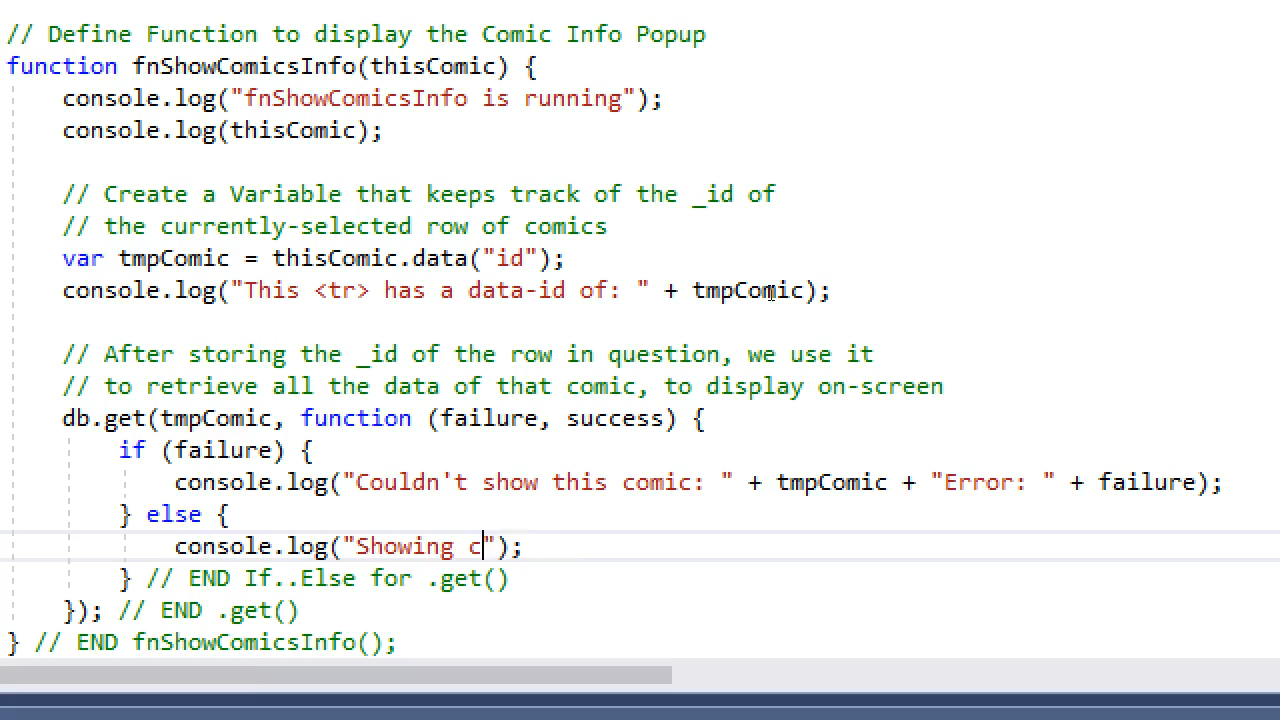 // Define Function to display the Comic Info Popup
function fnShowComicsInfo(thisComic) {
    console.log("fnShowComicsInfo is running");
    console.log(thisComic);
    // Create a Variable that keeps track of the _id of
    // the currently-selected row of comics
    var tmpComic = thisComic.data("id");
    console.log("This <tr> has a data-id of: " + tmpComic);
    // After storing the _id of the row in question, we use it
    // to retrieve all the data of that comic, to display on-screen
    db.get(tmpComic, function (failure, success) {
        if (failure) {
            console.log("Couldn't show this comic: " + tmpComic + "Error: " + failure);
        } else {
            console.log("Showing c");
        } // END If..Else for .get()
    }); // END .get()
} // END fnShowComicsInfo();